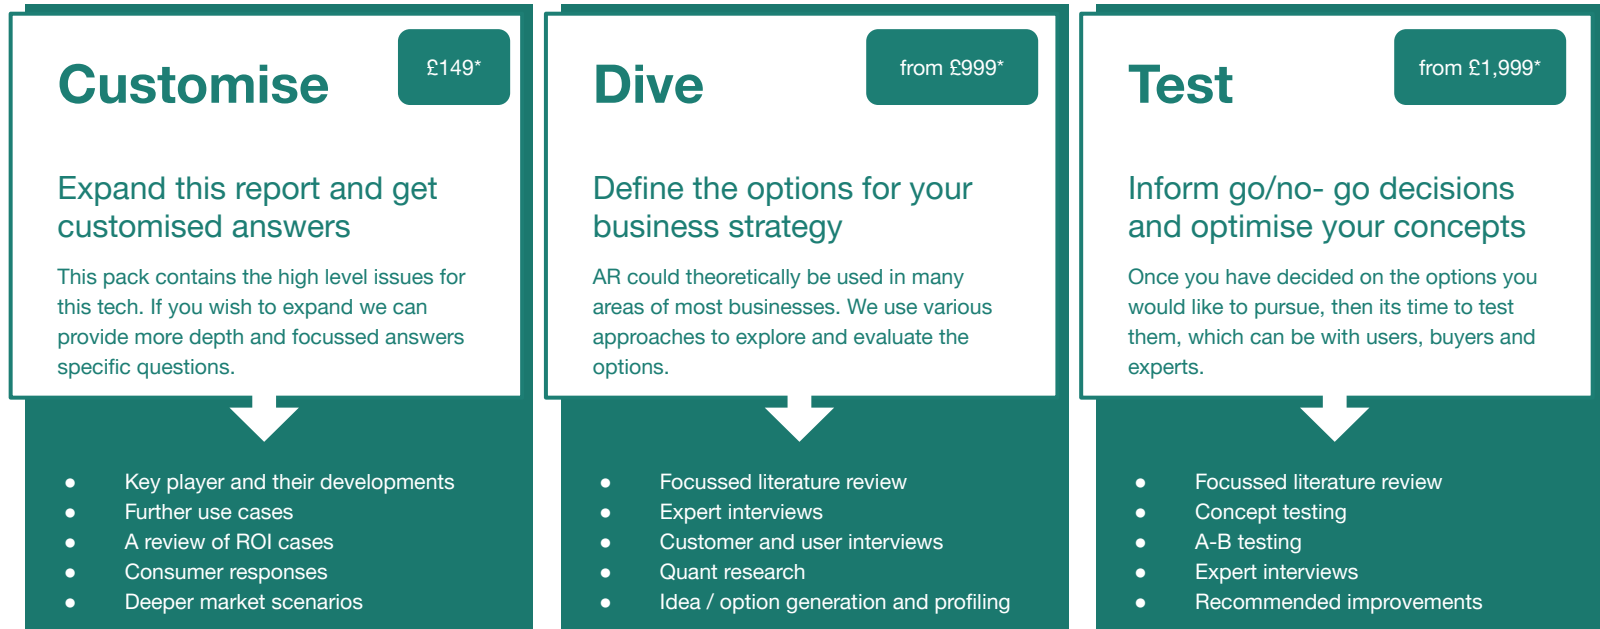 Customise
£149*
Expand this report and get
customised answers
This pack contains the high level issues for
this tech. If you wish to expand we can
provide more depth and focussed answers
specific questions.
● Key player and their developments
● Further use cases
● A review of ROI cases
● Consumer responses
● Deeper market scenarios
Dive
from £999*
Define the options for your
business strategy
AR could theoretically be used in many
areas of most businesses. We use various
approaches to explore and evaluate the
options.
● Focussed literature review
● Expert interviews
● Customer and user interviews
● Quant research
● Idea / option generation and profiling
Test
from £1,999*
Inform go/no- go decisions
and optimise your concepts
Once you have decided on the options you
would like to pursue, then its time to test
them, which can be with users, buyers and
experts.
● Focussed literature review
● Concept testing
● A-B testing
● Expert interviews
● Recommended improvements